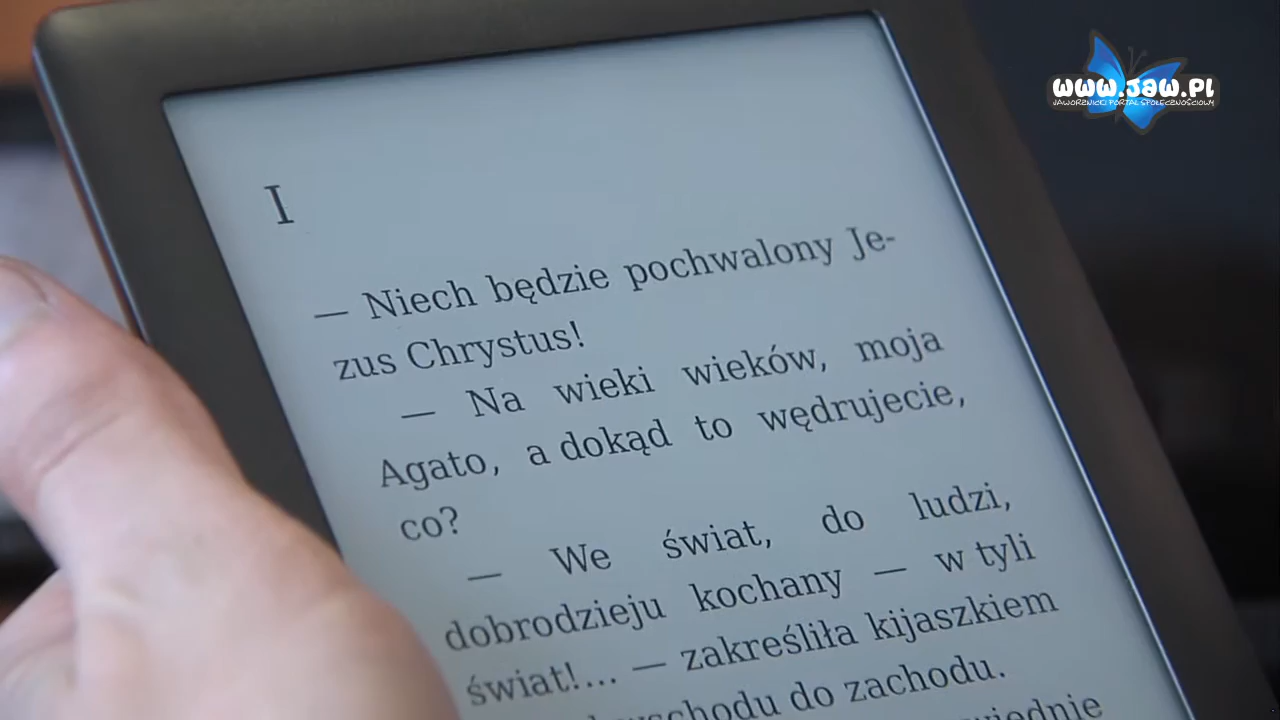 www.jaw.pl
JAWORZNICKI PORTAL SPOŁECZNOŚCIOWY
I
— Niech będzie pochwalony Je-
zus Chrystus!
— Na wieki wieków, moja
Agato, a dokąd to wędrujecie,
co?
— We świat, do ludzi,
dobrodzieju kochany — w tyli
świat!... — zakreśliła kijaszkiem
do zachodu.